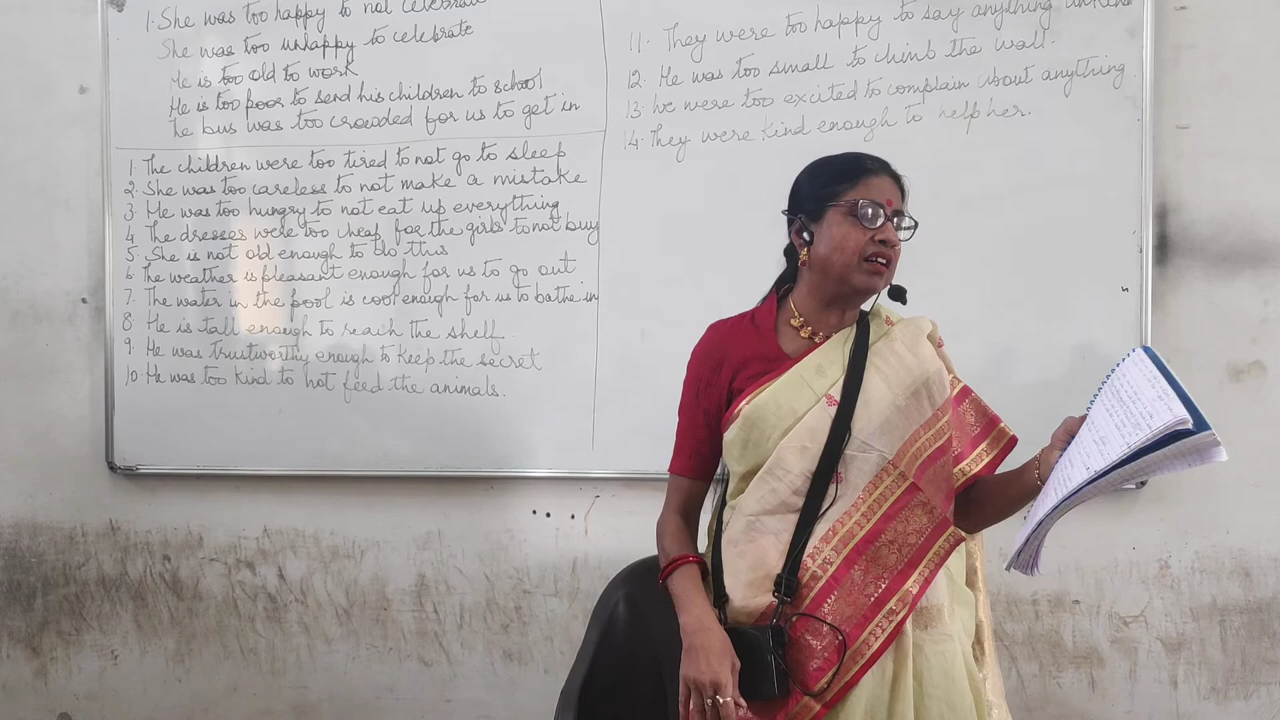 1. She was too happy to not celebrate
She was too unhappy to celebrate
He is too old to work
He is too poor to send his children to school
The bus was too crowded for us to get in
1. The children were too tired to not go to sleep
2. She was too careless to not make a mistake
3. He was too hungry to not eat up everything
4 The dresses were too cheap for the girls to not buy
5. She is not old enough to do this
6. The weather is pleasant enough for us to go out
7. The water in the pool is cool enough for us to bathe in
8 He is tall enough to reach the shelf.
9. He was trustworthy enough to keep the secret
10 He was too kind to not feed the animals.
11. They were too happy to say anything unkind
12. He was too small to climb the wall.
13. We were too excited to complain about anything.
14. They were kind enough to help her.